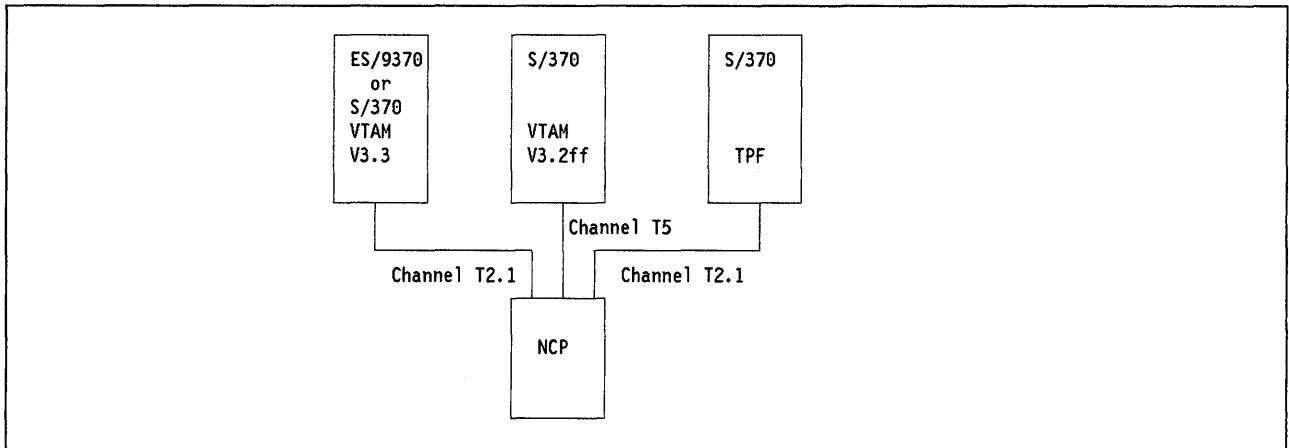 ES/9370
or
S/370
VTAM
V3.3
S/370
VTAM
V3.2ff
S/370
TPF
Channel T5
Channel T2.1
Channel T2.1
NCP